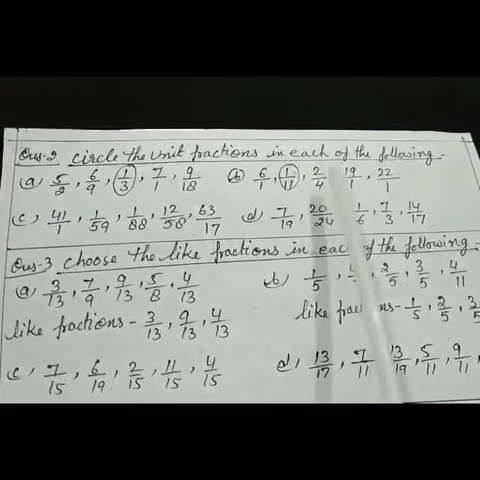 Ques-2 circle the unit fractions in each of the following.
(a) 5/2, 6/9, 1/3, 7/1, 9/18 (b) 6/1, 1/11, 2/4, 19/1, 22/1
c, 41/1, 1/59, 1/88, 12/58, 63/17 d, 7/19, 20/24, 1/6, 7/3, 14/17
Ques-3 choose the like fractions in each of the following.
a) 3/13, 7/9, 9/13, 5/8, 4/13 b, 1/5, 2/5, 3/5, 4/11
like fractions - 3/13, 9/13, 4/13 like fractions - 1/5, 2/5, 3/5
c, 7/15, 6/19, 2/15, 11/15, 4/15 d, 13/17, 7/11, 13/19, 5/11, 9/11,